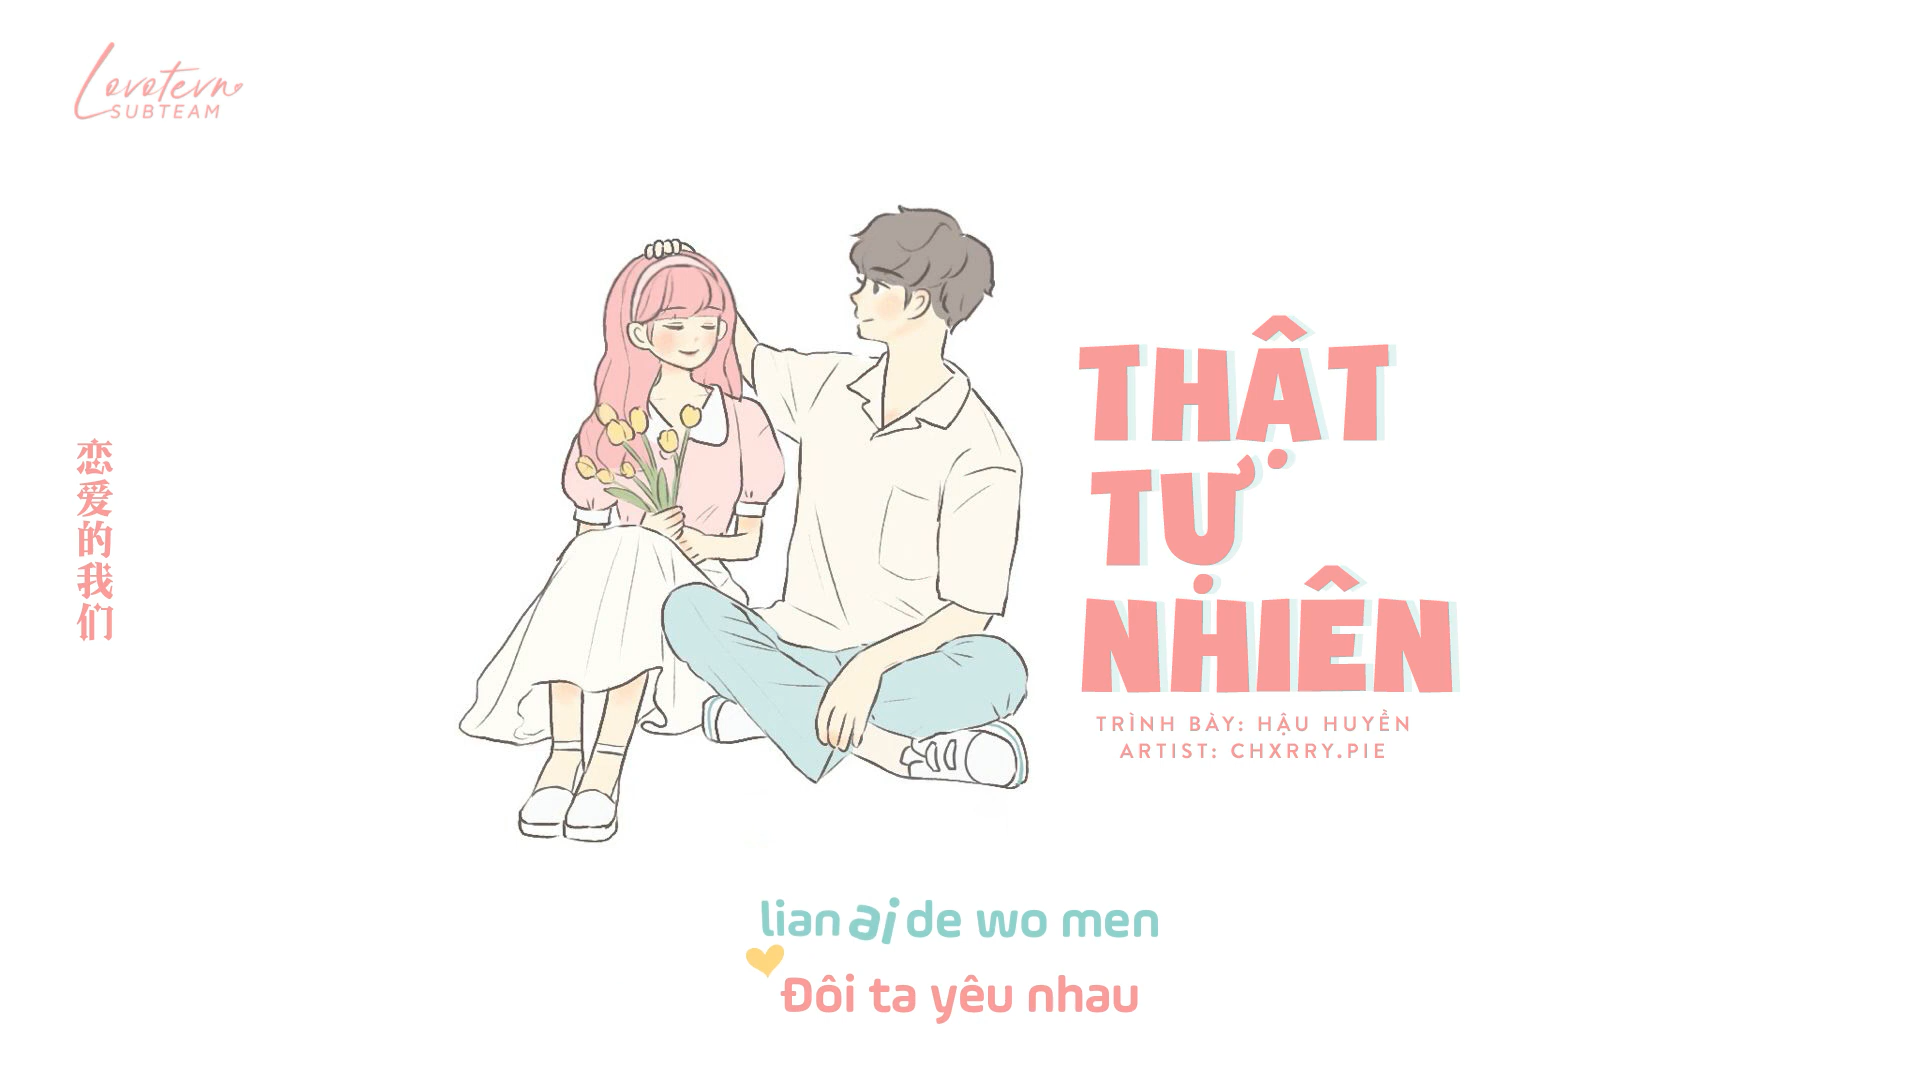 Lovotevn
SUBTEAM
恋爱的我们
THẬT
TỰ
NHIÊN
TRÌNH BÀY: HẬU HUYỀN
ARTIST: CHXRRY.PIE
lian ai de wo men
Đôi ta yêu nhau